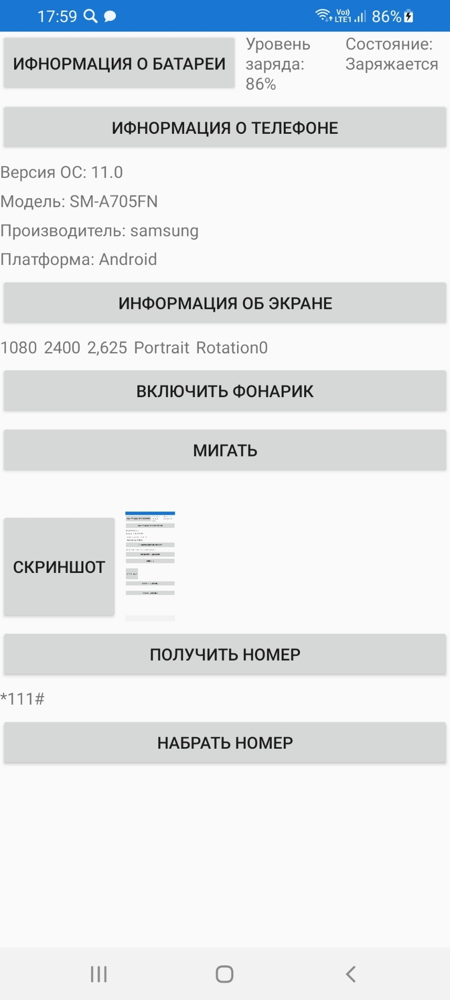 17:59 Vo)) LTE1 86%
ИФНОРМАЦИЯ О БАТАРЕИ
Уровень
заряда:
86%
Состояние:
Заряжается
ИФНОРМАЦИЯ О ТЕЛЕФОНЕ
Версия ОС: 11.0
Модель: SM-A705FN
Производитель: samsung
Платформа: Android
ИНФОРМАЦИЯ ОБ ЭКРАНЕ
1080 2400 2,625 Portrait Rotation0
ВКЛЮЧИТЬ ФОНАРИК
МИГАТЬ
СКРИНШОТ
ПОЛУЧИТЬ НОМЕР
*111#
НАБРАТЬ НОМЕР